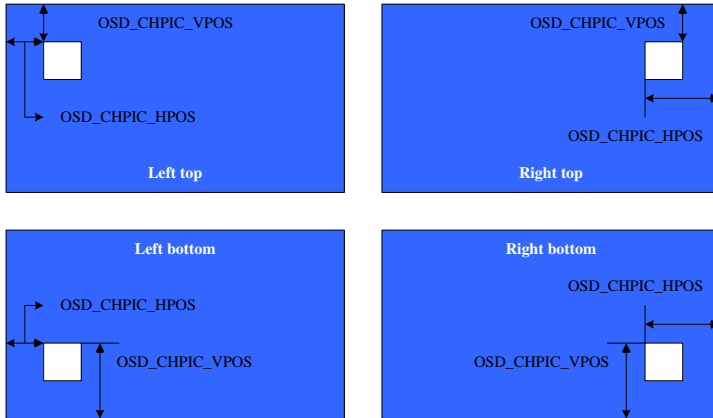 OSD_CHPIC_VPOS
OSD_CHPIC_HPOS
Left top
OSD_CHPIC_VPOS
OSD_CHPIC_HPOS
Right top
Left bottom
OSD_CHPIC_HPOS
OSD_CHPIC_VPOS
Right bottom
OSD_CHPIC_HPOS
OSD_CHPIC_VPOS